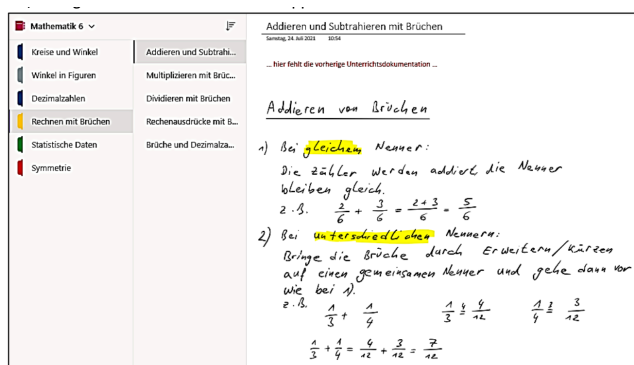 Mathematik 6
Kreise und Winkel
Winkel in Figuren
Dezimalzahlen
Rechnen mit Brüchen
Statistische Daten
Symmetrie
Addieren und Subtrahi...
Multiplizieren mit Brüc...
Dividieren mit Brüchen
Rechenausdrücke mit B...
Brüche und Dezimalza...
Addieren und Subtrahieren mit Brüchen
Samstag, 24. Juli 2021 10:54
... hier fehlt die vorherige Unterrichtsdokumentation ...
Addieren von Brüchen
1) Bei gleichem Nenner:
Die Zähler werden addiert die Nenner
bleiben gleich.
z.B. 2/6 + 3/6 = 2+3/6 = 5/6
2) Bei unterschiedlichen Nennern:
Bringe die Brüche durch Erweitern/Kürzen
auf einen gemeinsamen Nenner und gehe dann vor
wie bei 1).
z.B. 1/3 + 1/4 1/3 4= 4/12 1/4 3= 3/12
1/3 + 1/4 = 4/12 + 3/12 = 7/12